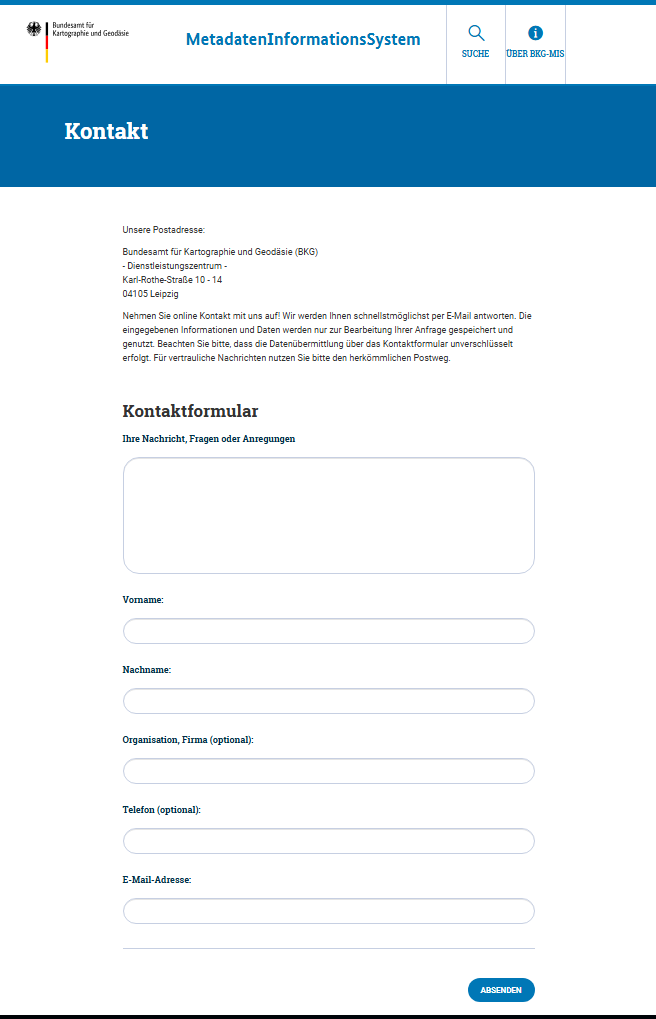 Bundesamt für
Kartographie und Geodäsie
MetadatenInformationsSystem
SUCHE
ÜBER BKG-MIS
Kontakt
Unsere Postadresse:
Bundesamt für Kartographie und Geodäsie (BKG)
- Dienstleistungszentrum -
Karl-Rothe-Straße 10 - 14
04105 Leipzig
Nehmen Sie online Kontakt mit uns auf! Wir werden Ihnen schnellstmöglichst per E-Mail antworten. Die
eingegebenen Informationen und Daten werden nur zur Bearbeitung Ihrer Anfrage gespeichert und
genutzt. Beachten Sie bitte, dass die Datenübermittlung über das Kontaktformular unverschlüsselt
erfolgt. Für vertrauliche Nachrichten nutzen Sie bitte den herkömmlichen Postweg.
Kontaktformular
Ihre Nachricht, Fragen oder Anregungen
Vorname:
Nachname:
Organisation, Firma (optional):
Telefon (optional):
E-Mail-Adresse:
ABSENDEN